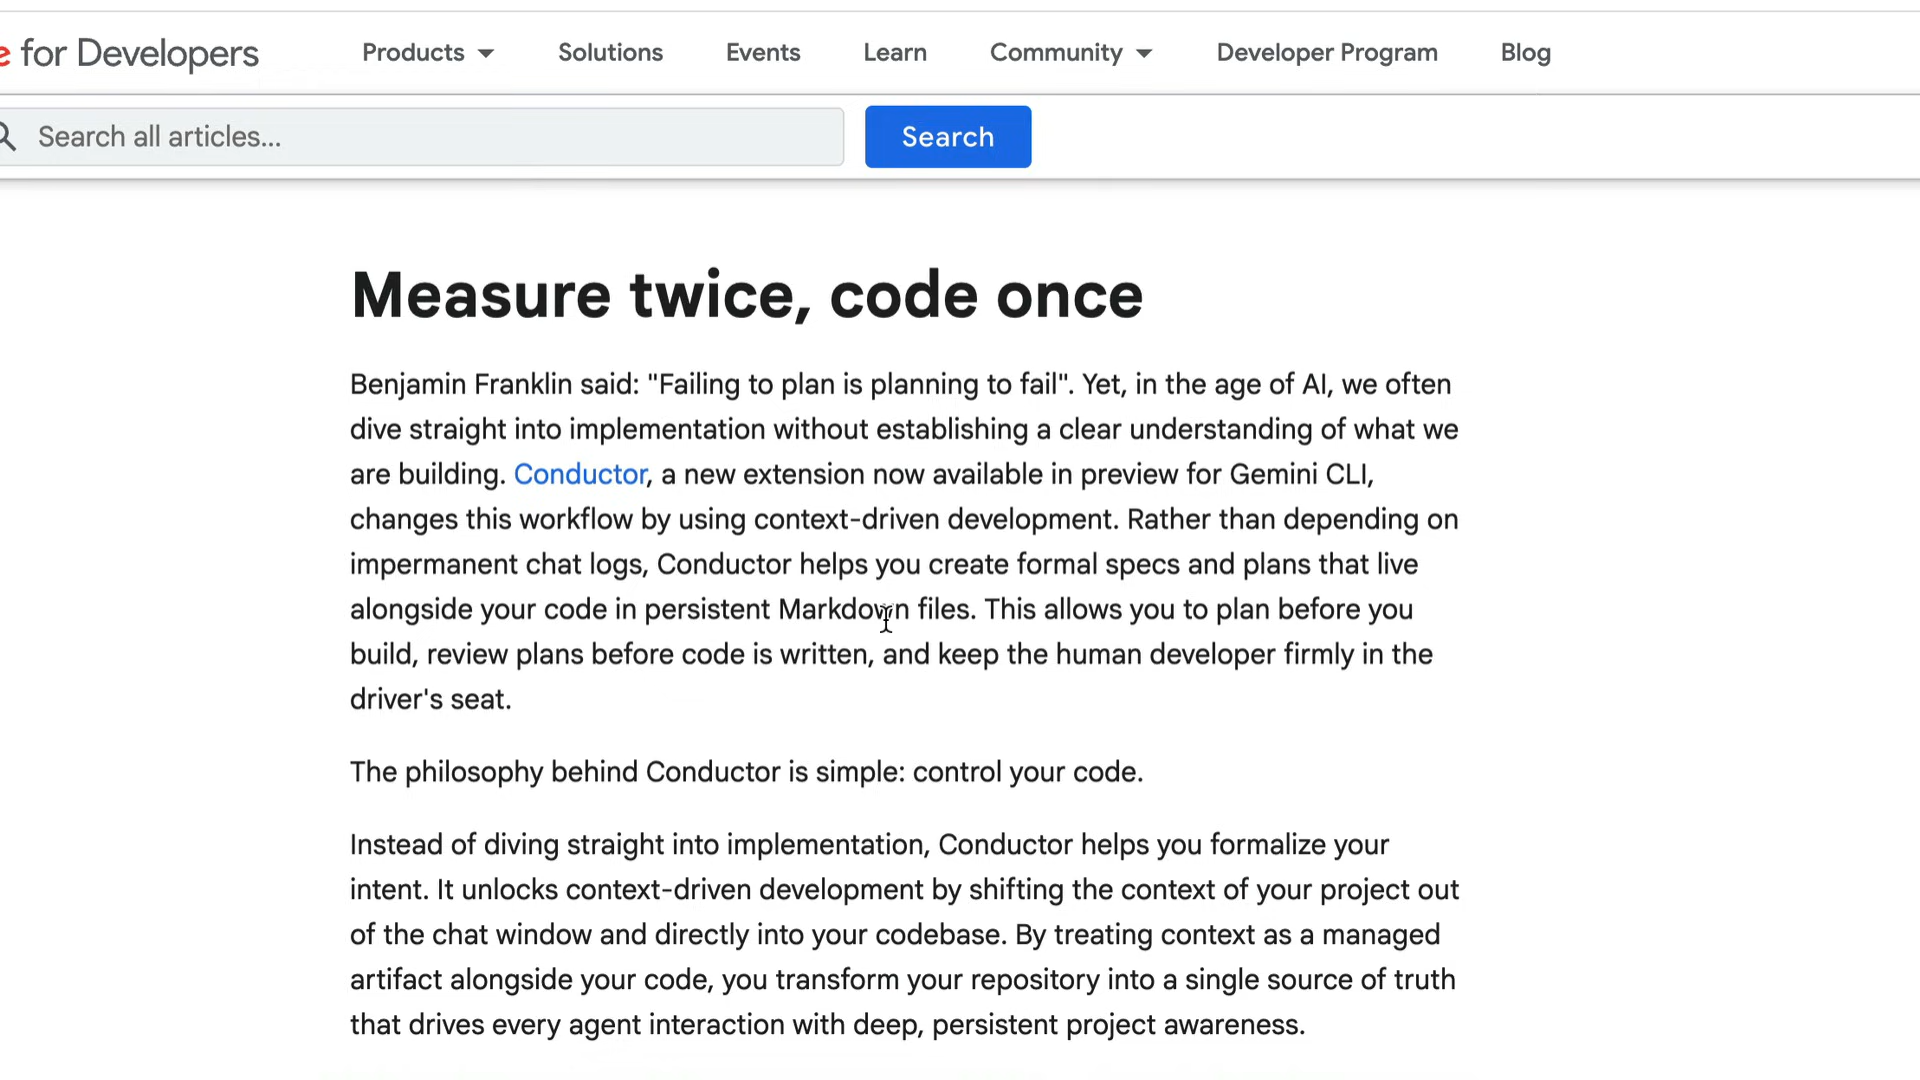 e for Developers
Products
Solutions
Events
Learn
Community
Developer Program
Blog
Search all articles...
Search
Measure twice, code once
Benjamin Franklin said: "Failing to plan is planning to fail". Yet, in the age of AI, we often
dive straight into implementation without establishing a clear understanding of what we
are building. Conductor, a new extension now available in preview for Gemini CLI,
changes this workflow by using context-driven development. Rather than depending on
impermanent chat logs, Conductor helps you create formal specs and plans that live
alongside your code in persistent Markdown files. This allows you to plan before you
build, review plans before code is written, and keep the human developer firmly in the
driver's seat.
The philosophy behind Conductor is simple: control your code.
Instead of diving straight into implementation, Conductor helps you formalize your
intent. It unlocks context-driven development by shifting the context of your project out
of the chat window and directly into your codebase. By treating context as a managed
artifact alongside your code, you transform your repository into a single source of truth
that drives every agent interaction with deep, persistent project awareness.